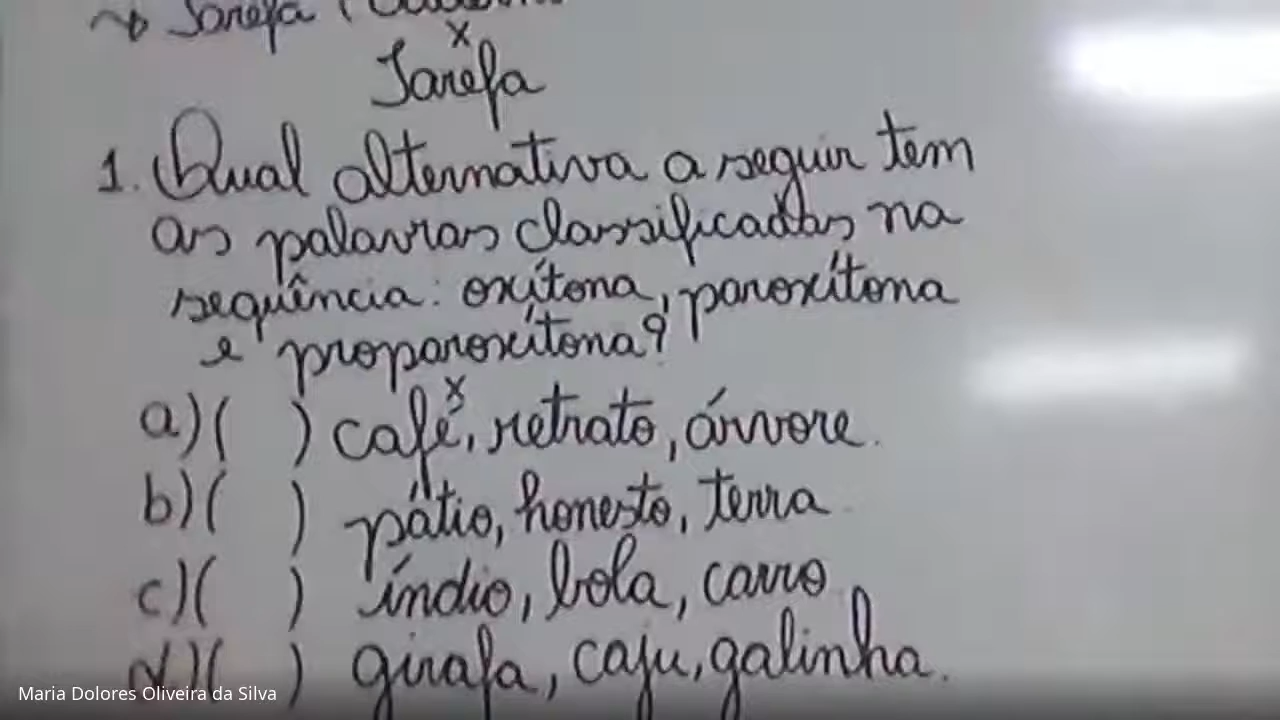 Tarefa
x
Tarefa
1. Qual alternativa a seguir tem
as palavras classificadas na
sequência: oxítona, paroxítona
e proparoxítona?
x
a) ( ) café, retrato, árvore.
b) ( ) pátio, honesto, terra
c) ( ) índio, bola, carro
d) ( ) girafa, caju, galinha.
Maria Dolores Oliveira da Silva